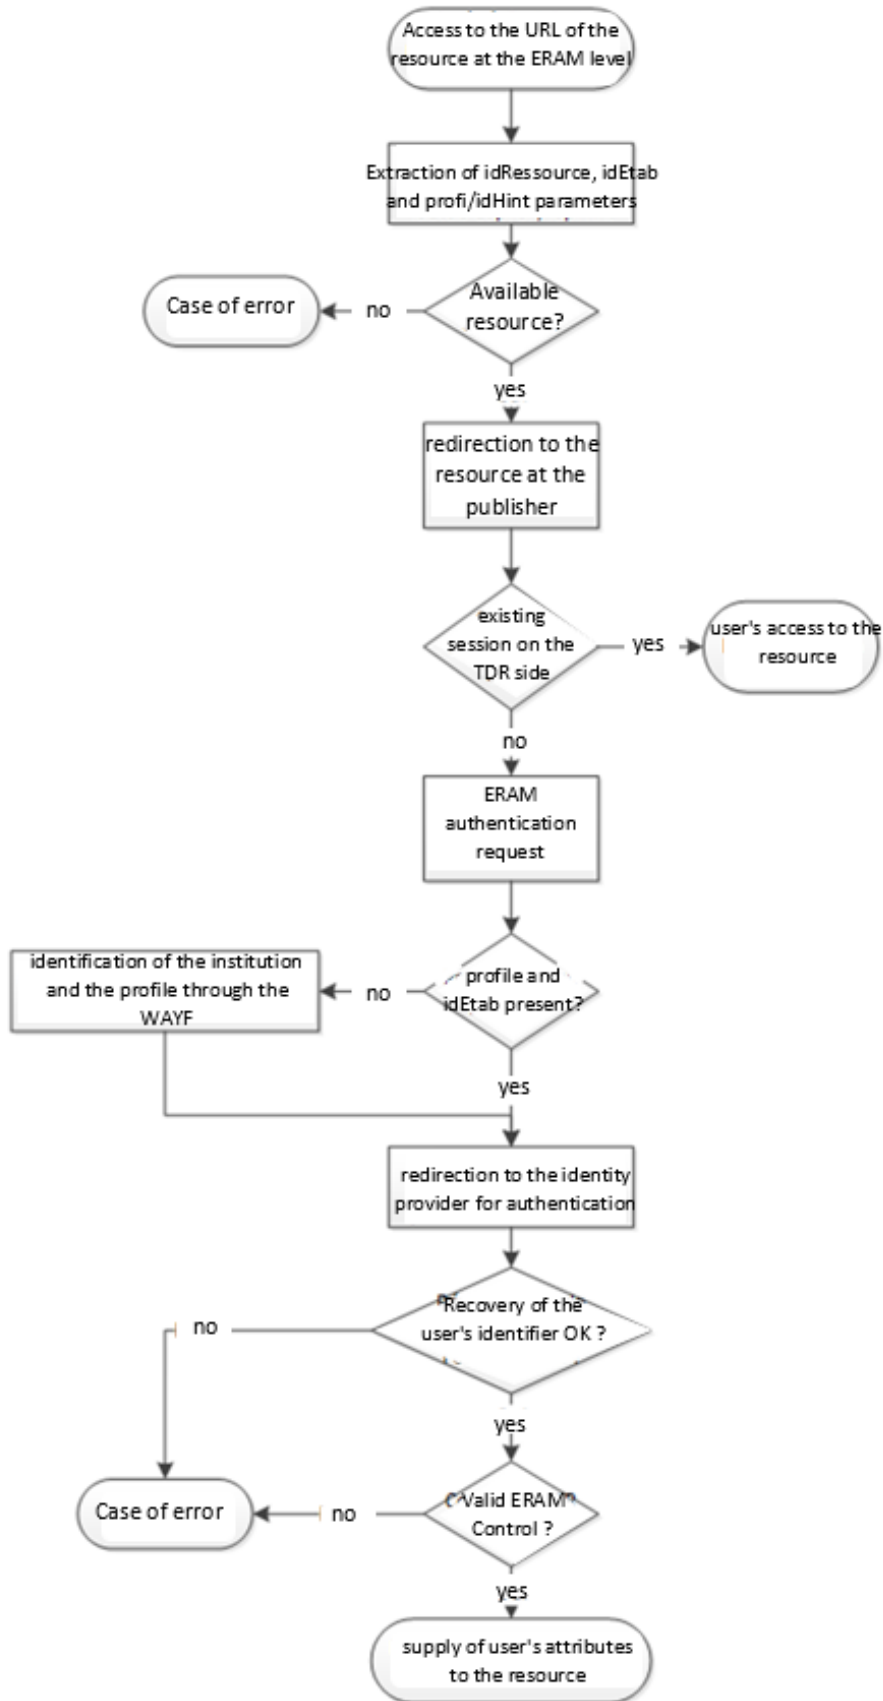 Access to the URL of the
resource at the ERAM level
Extraction of idRessource, idEtab
and profi/idHint parameters
Available
resource?
no
Case of error
yes
redirection to the
resource at the
publisher
existing
session on the
TDR side
yes
user's access to the
resource
no
ERAM
authentication
request
profile and
idEtab present?
no
identification of the institution
and the profile through the
WAYF
yes
redirection to the identity
provider for authentication
Recovery of the
user's identifier OK ?
no
yes
Valid ERAM
Control ?
no
Case of error
yes
supply of user's attributes
to the resource